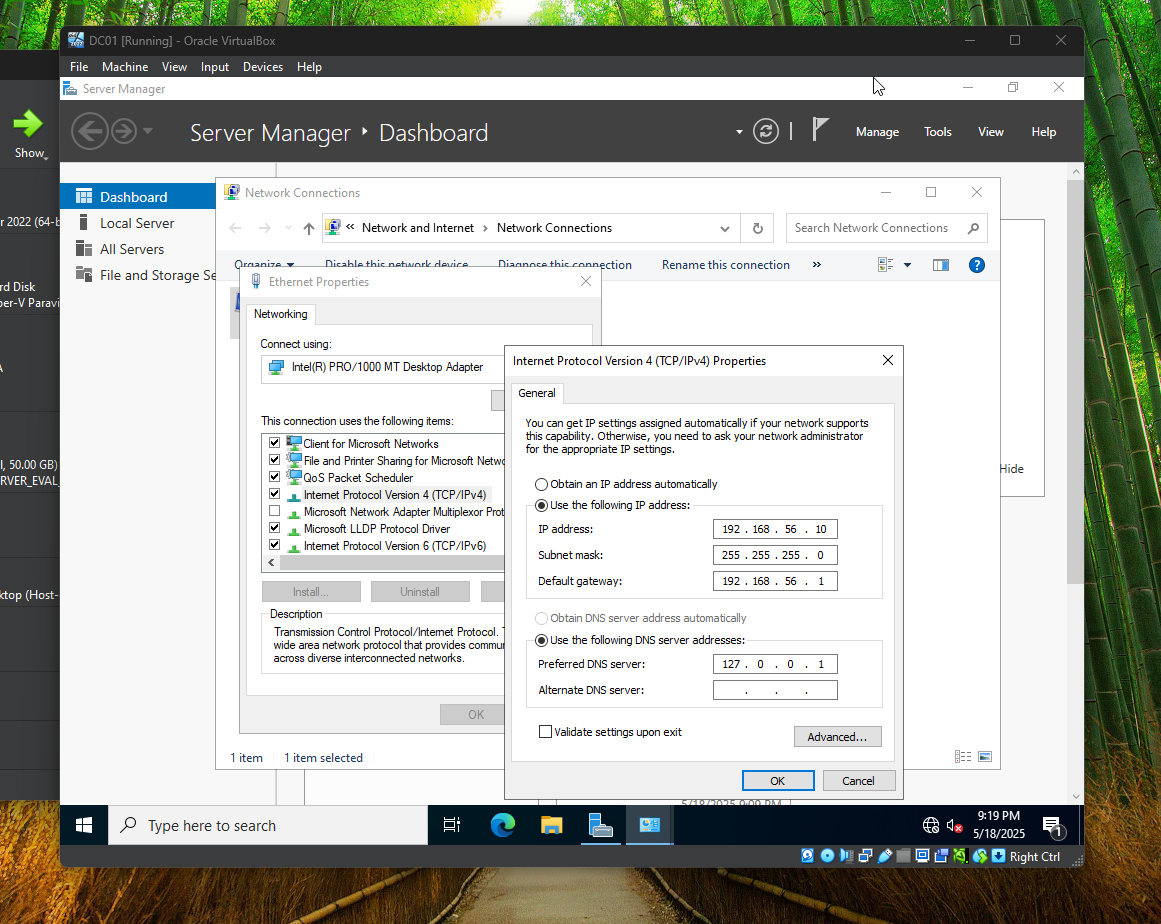 DC01 [Running] - Oracle VirtualBox
File Machine View Input Devices Help
Server Manager
Show
Server Manager Dashboard
Manage Tools View Help
Dashboard
Local Server
All Servers
File and Storage Se
r 2022 (64-b
rd Disk
per-V Paravi
l, 50.00 GB)
RVER_EVAL_
ktop (Host-
Network Connections
« Network and Internet › Network Connections
Search Network Connections
Organize Disable this network device Diagnose this connection Rename this connection »
Ethernet Properties
Networking
Connect using:
Intel(R) PRO/1000 MT Desktop Adapter
This connection uses the following items:
Client for Microsoft Networks
File and Printer Sharing for Microsoft Netwo
QoS Packet Scheduler
Internet Protocol Version 4 (TCP/IPv4)
Microsoft Network Adapter Multiplexor Prot
Microsoft LLDP Protocol Driver
Internet Protocol Version 6 (TCP/IPv6)
Install... Uninstall
Description
Transmission Control Protocol/Internet Protocol. T
wide area network protocol that provides commun
across diverse interconnected networks.
OK
1 item 1 item selected
Hide
Internet Protocol Version 4 (TCP/IPv4) Properties
General
You can get IP settings assigned automatically if your network supports
this capability. Otherwise, you need to ask your network administrator
for the appropriate IP settings.
Obtain an IP address automatically
Use the following IP address:
IP address: 192 . 168 . 56 . 10
Subnet mask: 255 . 255 . 255 . 0
Default gateway: 192 . 168 . 56 . 1
Obtain DNS server address automatically
Use the following DNS server addresses:
Preferred DNS server: 127 . 0 . 0 . 1
Alternate DNS server: . . .
Validate settings upon exit
Advanced...
OK Cancel
5/18/2025 9:09 PM
Type here to search
9:19 PM
5/18/2025
1
Right Ctrl